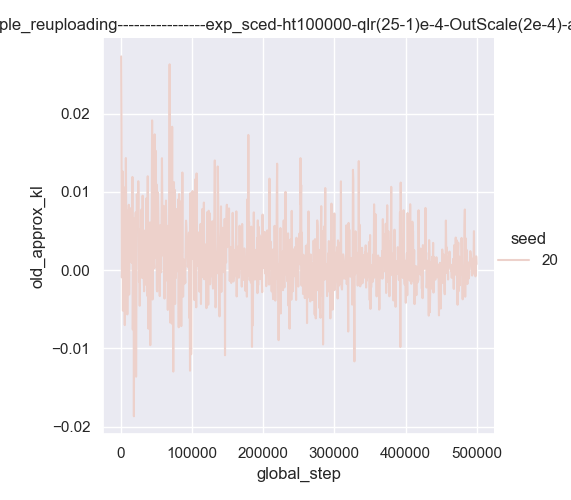 ple_reuploading----------------exp_sced-ht100000-qlr(25-1)e-4-OutScale(2e-4)-a
0.02
0.01
0.00
−0.01
−0.02
old_approx_kl
0 100000 200000 300000 400000 500000
global_step
seed
20